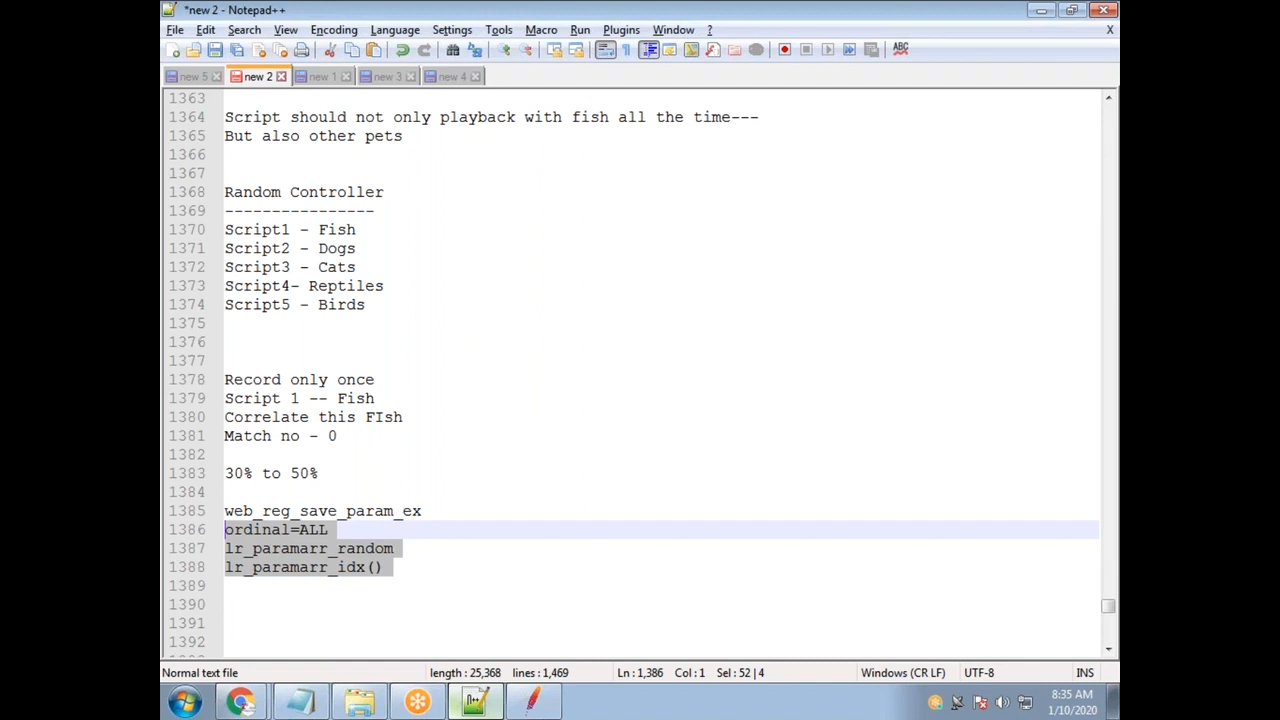 *new 2 - Notepad++
File Edit Search View Encoding Language Settings Tools Macro Run Plugins Window ? X
new 5 new 2 new 1 new 3 new 4
1363
1364 Script should not only playback with fish all the time---
1365 But also other pets
1366
1367
1368 Random Controller
1369 ----------------
1370 Script1 - Fish
1371 Script2 - Dogs
1372 Script3 - Cats
1373 Script4- Reptiles
1374 Script5 - Birds
1375
1376
1377
1378 Record only once
1379 Script 1 -- Fish
1380 Correlate this FIsh
1381 Match no - 0
1382
1383 30% to 50%
1384
1385 web_reg_save_param_ex
1386 ordinal=ALL
1387 lr_paramarr_random
1388 lr_paramarr_idx()
1389
1390
1391
1392
Normal text file length : 25,368 lines : 1,469 Ln : 1,386 Col : 1 Sel : 52 | 4 Windows (CR LF) UTF-8 INS
8:35 AM
1/10/2020